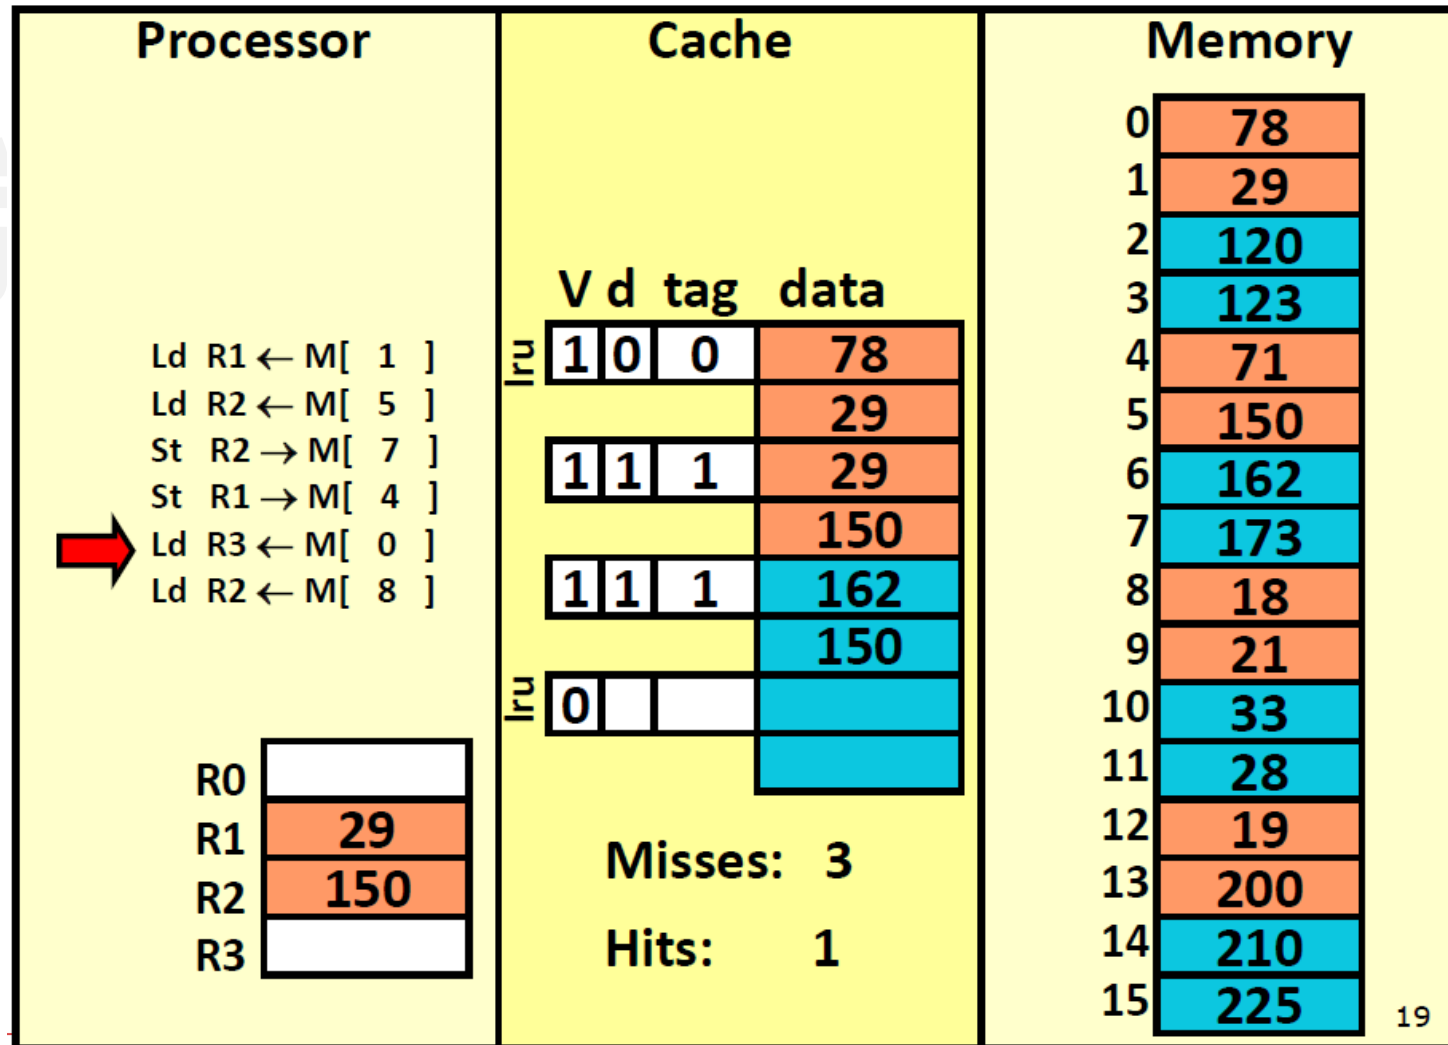 Processor
Ld R1 ← M[ 1 ]
Ld R2 ← M[ 5 ]
St R2 → M[ 7 ]
St R1 → M[ 4 ]
Ld R3 ← M[ 0 ]
Ld R2 ← M[ 8 ]
R0
R1 29
R2 150
R3
Cache
V d tag data
lru 1 0 0 78
29
1 1 1 29
150
1 1 1 162
150
lru 0
Misses: 3
Hits: 1
Memory
0 78
1 29
2 120
3 123
4 71
5 150
6 162
7 173
8 18
9 21
10 33
11 28
12 19
13 200
14 210
15 225
19